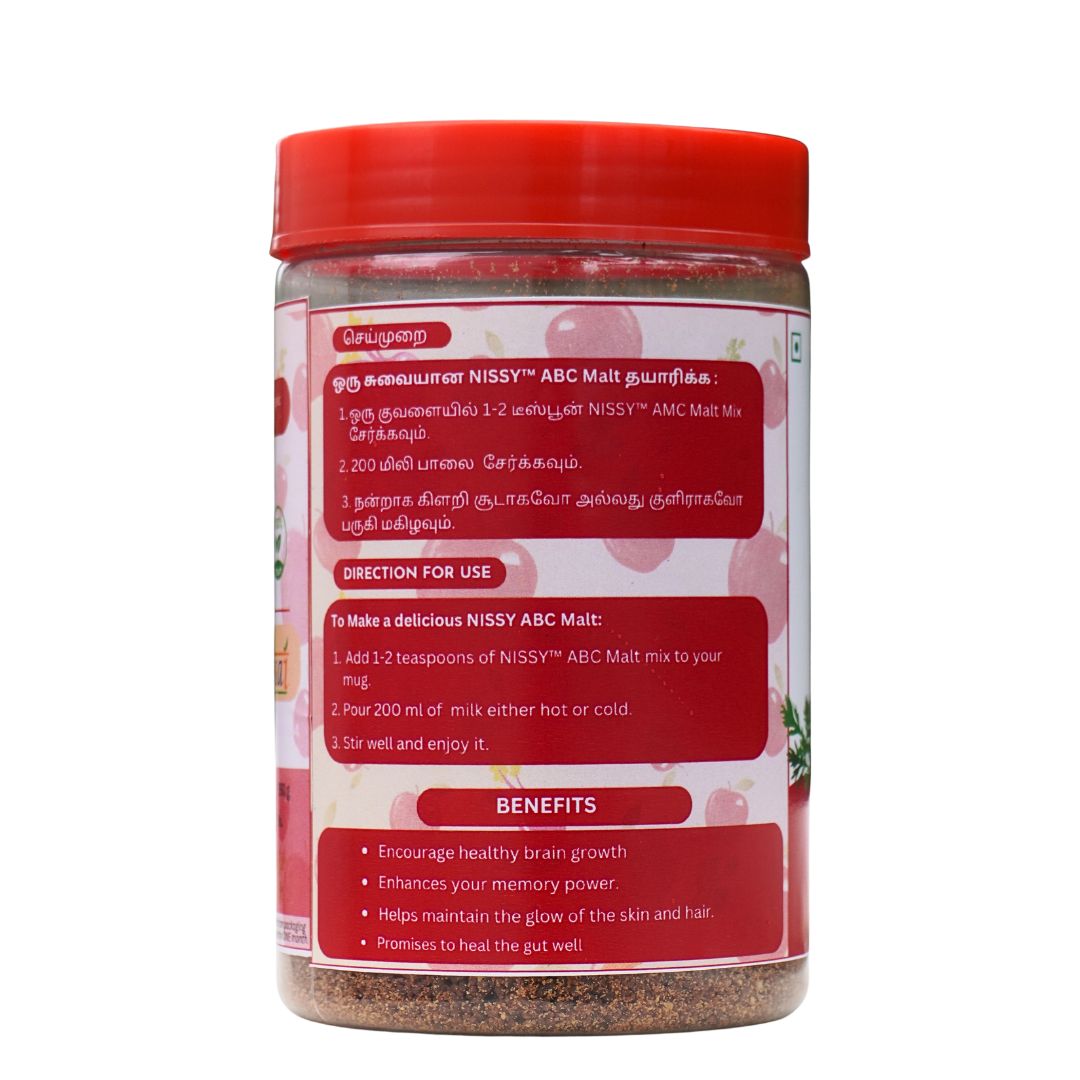 செய்முறை
ஒரு சுவையான NISSY™ ABC Malt தயாரிக்க :
1. ஒரு குவளையில் 1-2 டீஸ்பூன் NISSY™ AMC Malt Mix
சேர்க்கவும்.
2. 200 மிலி பாலை சேர்க்கவும்.
3. நன்றாக கிளறி சூடாகவோ அல்லது குளிராகவோ
பருகி மகிழவும்.
DIRECTION FOR USE
To Make a delicious NISSY ABC Malt:
1. Add 1-2 teaspoons of NISSY™ ABC Malt mix to your
mug.
2. Pour 200 ml of milk either hot or cold.
3. Stir well and enjoy it.
BENEFITS
• Encourage healthy brain growth
• Enhances your memory power.
• Helps maintain the glow of the skin and hair.
• Promises to heal the gut well
packaging
ONE month